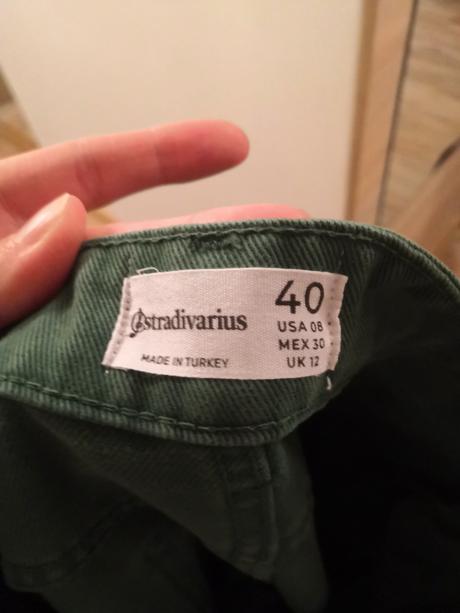 stradivarius
MADE IN TURKEY
40
USA 08
MEX 30
UK 12